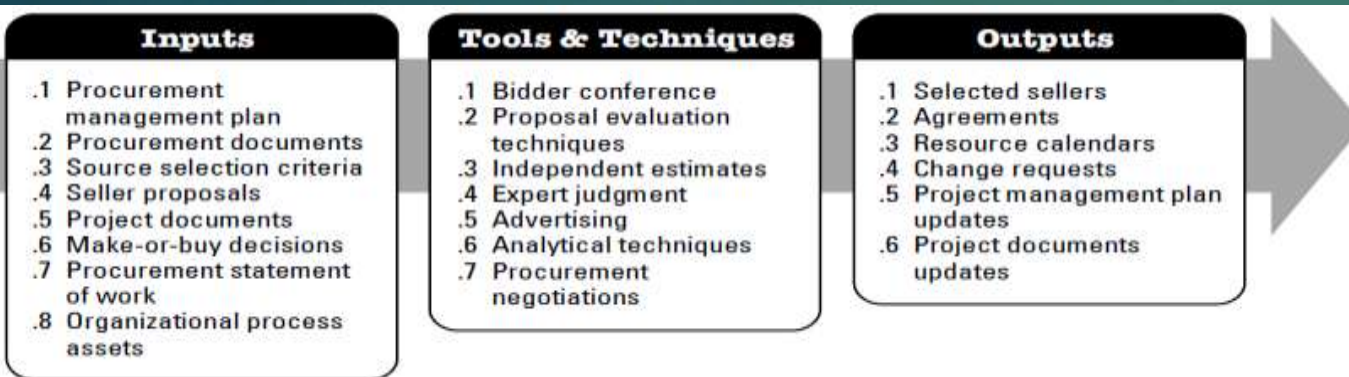 Inputs
.1 Procurement
management plan
.2 Procurement documents
.3 Source selection criteria
.4 Seller proposals
.5 Project documents
.6 Make-or-buy decisions
.7 Procurement statement
of work
.8 Organizational process
assets
Tools & Techniques
.1 Bidder conference
.2 Proposal evaluation
techniques
.3 Independent estimates
.4 Expert judgment
.5 Advertising
.6 Analytical techniques
.7 Procurement
negotiations
Outputs
.1 Selected sellers
.2 Agreements
.3 Resource calendars
.4 Change requests
.5 Project management plan
updates
.6 Project documents
updates